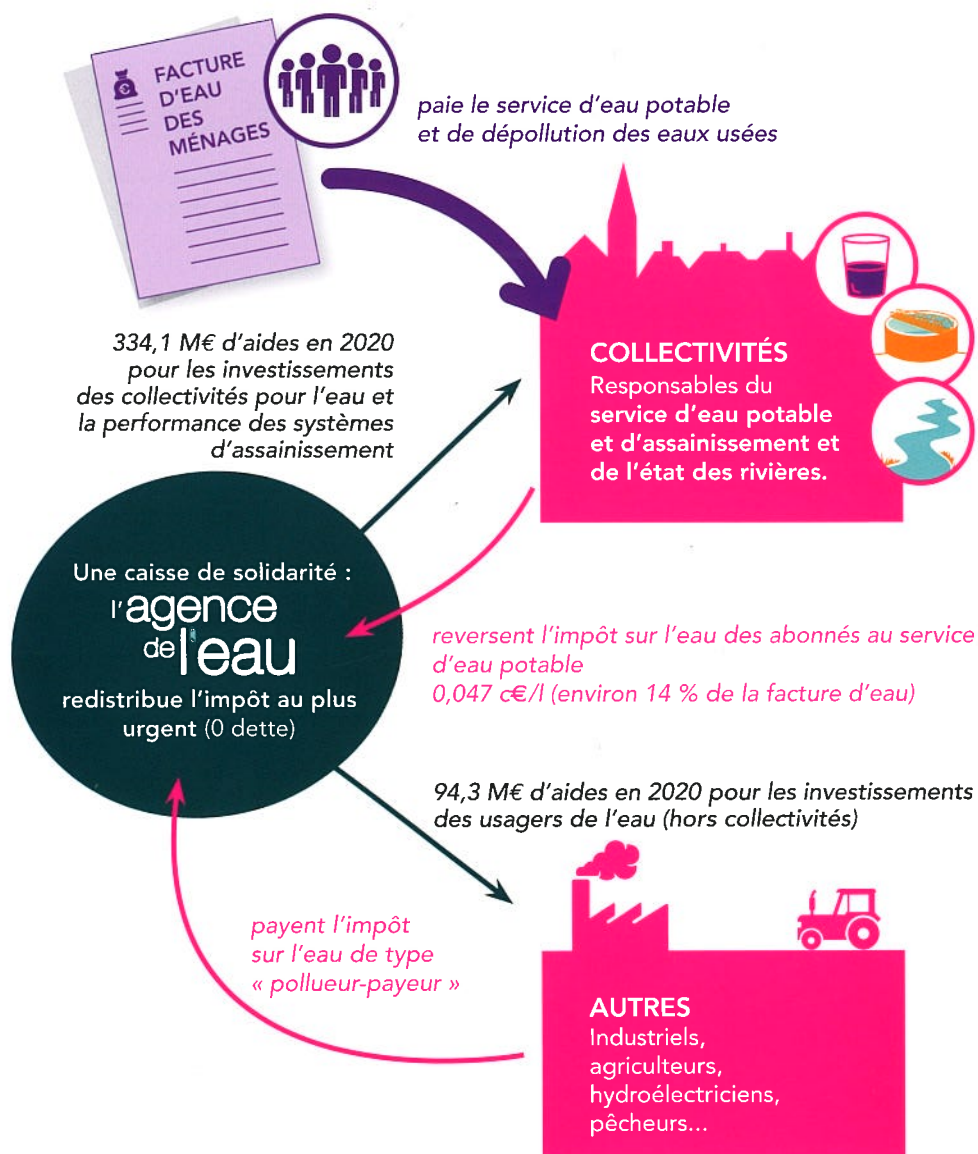 FACTURE
D'EAU
DES
MÉNAGES
paie le service d'eau potable
et de dépollution des eaux usées
334,1 M€ d'aides en 2020
pour les investissements
des collectivités pour l'eau et
la performance des systèmes
d'assainissement
COLLECTIVITÉS
Responsables du
service d'eau potable
et d'assainissement et
de l'état des rivières.
Une caisse de solidarité :
l'agence
de l'eau
redistribue l'impôt au plus
urgent (0 dette)
reversent l'impôt sur l'eau des abonnés au service
d'eau potable
0,047 c€/l (environ 14 % de la facture d'eau)
94,3 M€ d'aides en 2020 pour les investissements
des usagers de l'eau (hors collectivités)
payent l'impôt
sur l'eau de type
« pollueur-payeur »
AUTRES
Industriels,
agriculteurs,
hydroélectriciens,
pêcheurs...